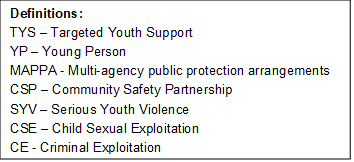 Definitions:
TYS – Targeted Youth Support
YP – Young Person
MAPPA - Multi-agency public protection arrangements
CSP – Community Safety Partnership
SYV – Serious Youth Violence
CSE – Child Sexual Exploitation
CE - Criminal Exploitation